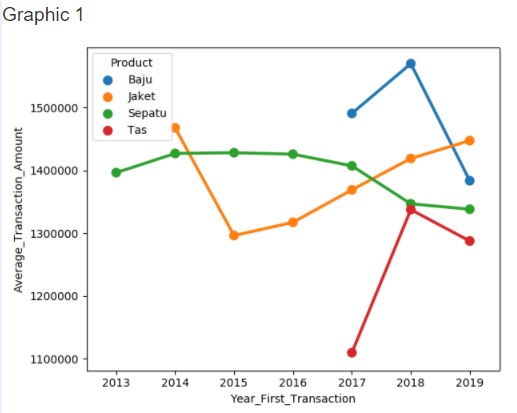 Graphic 1
Product
Baju
Jaket
Sepatu
Tas
Average_Transaction_Amount
1500000
1400000
1300000
1200000
1100000
2013 2014 2015 2016 2017 2018 2019
Year_First_Transaction